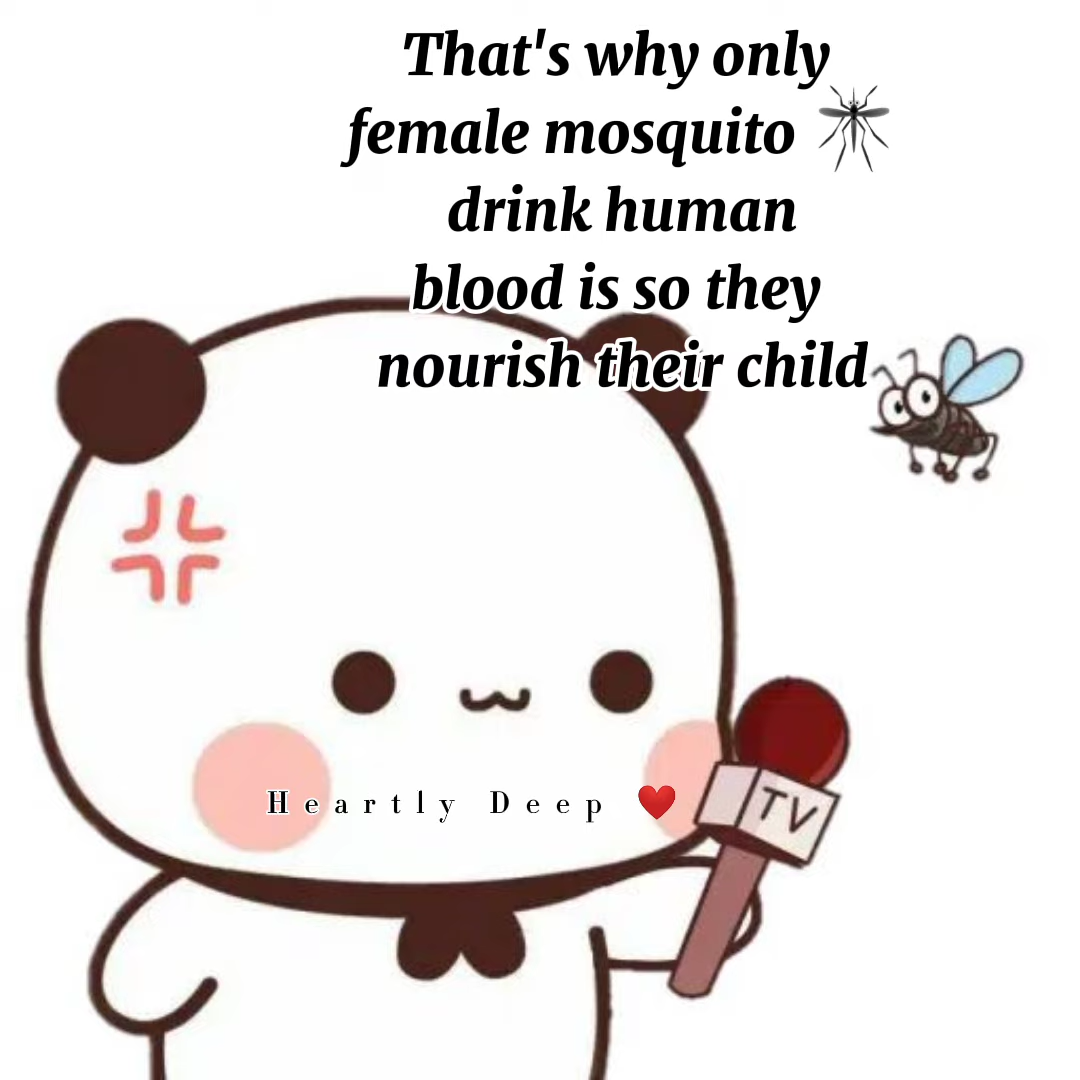 That's why only
female mosquito 🦟
drink human
blood is so they
nourish their child
Heartly Deep ❤️
TV